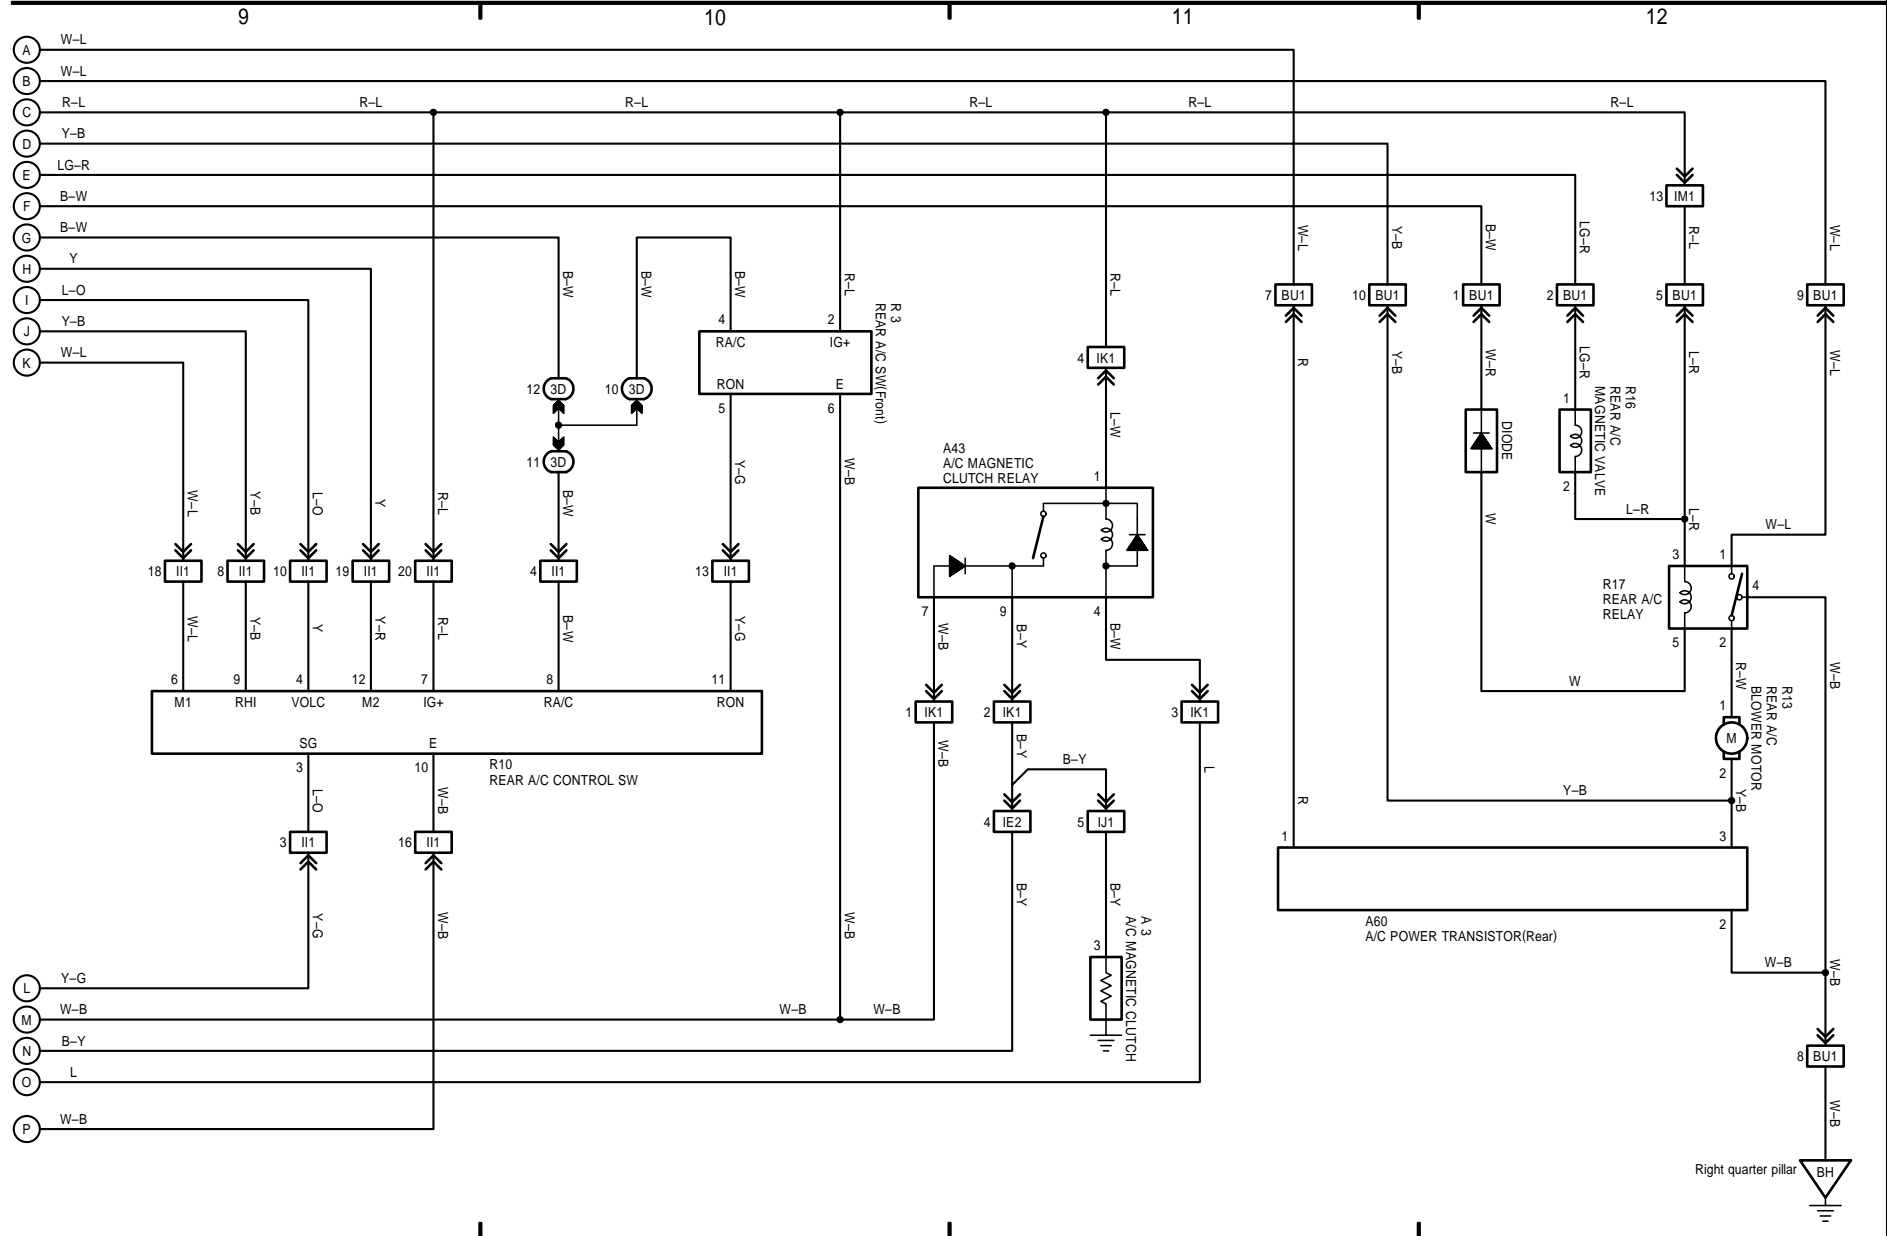 9
10
11
12
A W–L
B W–L
C R–L R–L R–L R–L R–L R–L
D Y–B
E LG–R
F B–W
G B–W
H Y
I L–O
J Y–B
K W–L
13 IM1
W–L
Y–B
B–W
LG–R
R–L
W–L
B–W
B–W
B–W
R–L
R–L
7 BU1
10 BU1
1 BU1
2 BU1
5 BU1
9 BU1
4
2
RA/C
IG+
RON
E
5
6
R 3
REAR A/C SW(Front)
4 IK1
R
Y–B
W–R
LG–R
L–R
W–L
12 3D
10 3D
11 3D
L–W
1
2
R16
REAR A/C
MAGNETIC VALVE
DIODE
W
L–R
L–R
W–L
A43
A/C MAGNETIC
CLUTCH RELAY
1
7
9
4
W–L
Y–B
L–O
Y
R–L
B–W
Y–G
W–B
18 II1
8 II1
10 II1
19 II1
20 II1
4 II1
13 II1
W–L
Y–B
Y
Y–R
R–L
B–W
Y–G
W–B
B–Y
B–W
3
1
4
5
2
R17
REAR A/C
RELAY
W
R–W
W–B
6
9
4
12
7
8
11
M1
RHI
VOLC
M2
IG+
RA/C
RON
SG
E
3
10
R10
REAR A/C CONTROL SW
1 IK1
2 IK1
3 IK1
W–B
B–Y
B–Y
L
1
M
2
R13
REAR A/C
BLOWER MOTOR
L–O
W–B
3 II1
16 II1
4 IE2
5 IJ1
R
Y–B
Y–B
1
3
A60
A/C POWER TRANSISTOR(Rear)
2
Y–G
W–B
W–B
B–Y
B–Y
3
A 3
A/C MAGNETIC CLUTCH
W–B
W–B
L Y–G
M W–B W–B W–B
N B–Y
O L
P W–B
8 BU1
W–B
Right quarter pillar BH